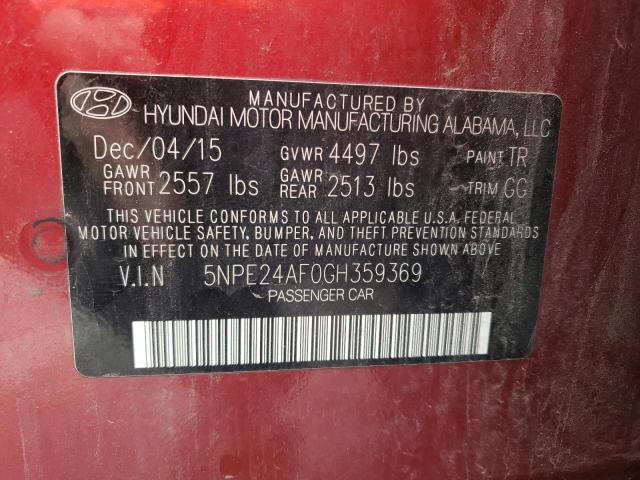 MANUFACTURED BY
HYUNDAI MOTOR MANUFACTURING ALABAMA, LLC
Dec/04/15 GVWR 4497 lbs PAINT TR
GAWR FRONT 2557 lbs GAWR REAR 2513 lbs TRIM GG
THIS VEHICLE CONFORMS TO ALL APPLICABLE U.S.A. FEDERAL
MOTOR VEHICLE SAFETY, BUMPER, AND THEFT PREVENTION STANDARDS
IN EFFECT ON THE DATE OF MANUFACTURE SHOWN ABOVE
V.I.N 5NPE24AF0GH359369
PASSENGER CAR